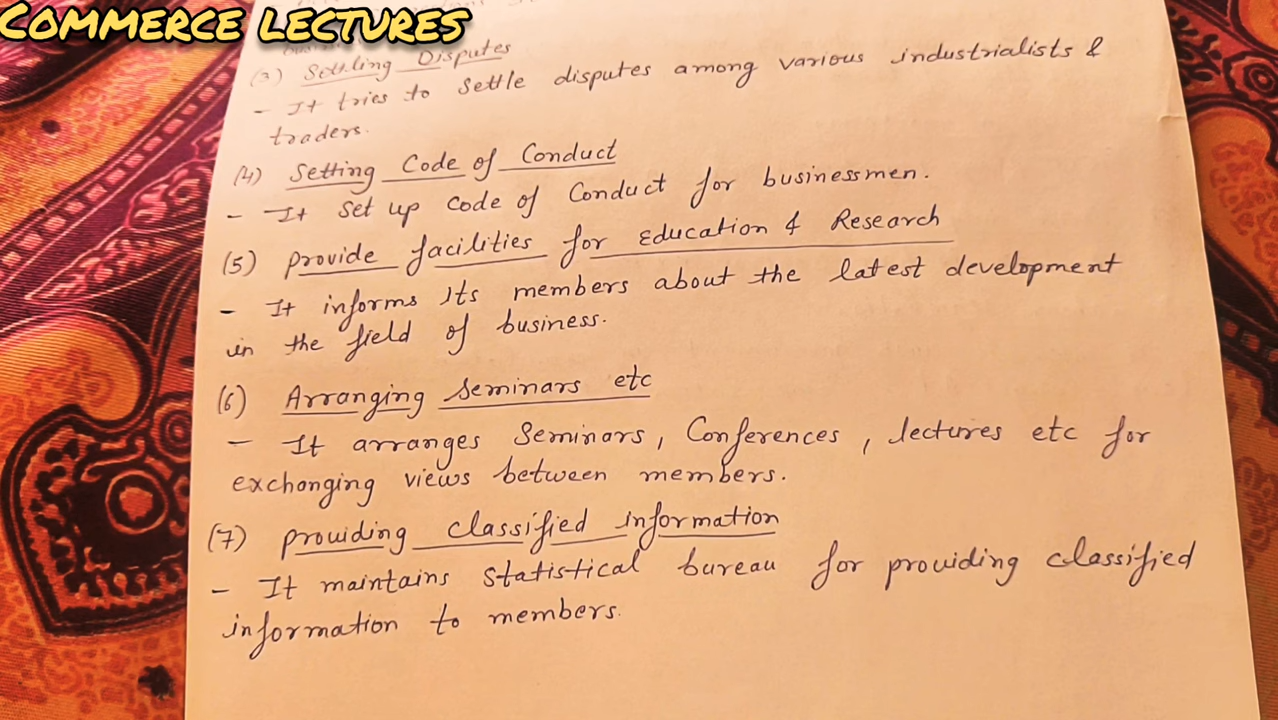 COMMERCE LECTURES
(3) Settling Disputes
- It tries to settle disputes among various industrialists &
traders.
(4) Setting Code of Conduct
- It set up code of Conduct for businessmen.
(5) provide facilities for Education & Research
- It informs Its members about the latest development
in the field of business.
(6) Arranging seminars etc
- It arranges Seminars, Conferences, lectures etc for
exchanging views between members.
(7) providing classified information
- It maintains statistical bureau for providing classified
information to members.